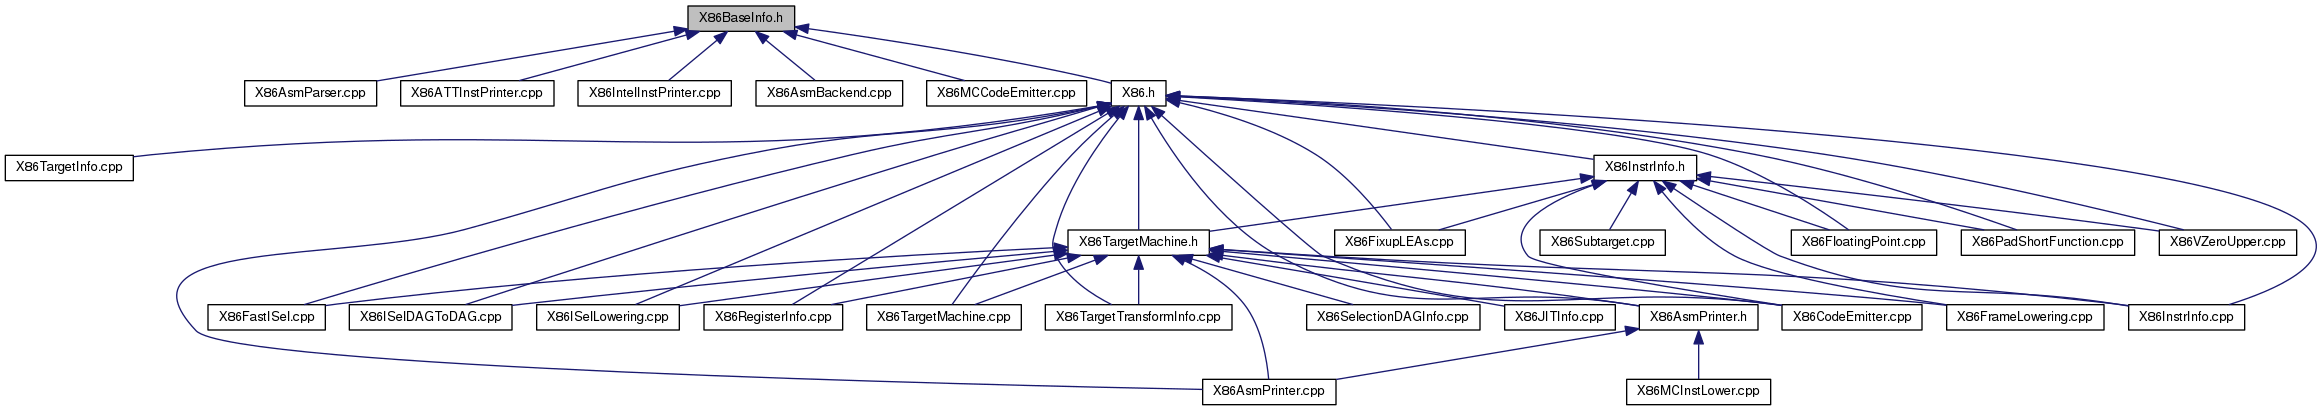 X86BaseInfo.h
X86AsmParser.cpp
X86ATTInstPrinter.cpp
X86IntelInstPrinter.cpp
X86AsmBackend.cpp
X86MCCodeEmitter.cpp
X86.h
X86TargetInfo.cpp
X86InstrInfo.h
X86TargetMachine.h
X86FixupLEAs.cpp
X86Subtarget.cpp
X86FloatingPoint.cpp
X86PadShortFunction.cpp
X86VZeroUpper.cpp
X86FastISel.cpp
X86ISelDAGToDAG.cpp
X86ISelLowering.cpp
X86RegisterInfo.cpp
X86TargetMachine.cpp
X86TargetTransformInfo.cpp
X86SelectionDAGInfo.cpp
X86JITInfo.cpp
X86AsmPrinter.h
X86CodeEmitter.cpp
X86FrameLowering.cpp
X86InstrInfo.cpp
X86AsmPrinter.cpp
X86MCInstLower.cpp